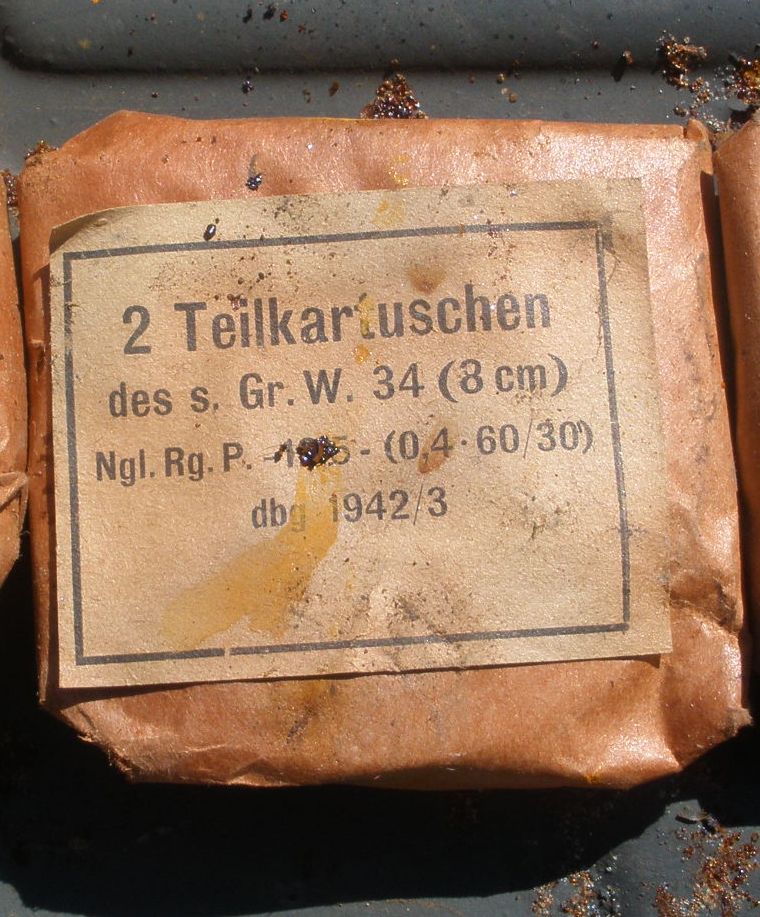 2 Teilkartuschen
des s. Gr. W. 34 (8 cm)
Ngl. Rg. P. - - (0,4·60/30)
dbg 1942/3